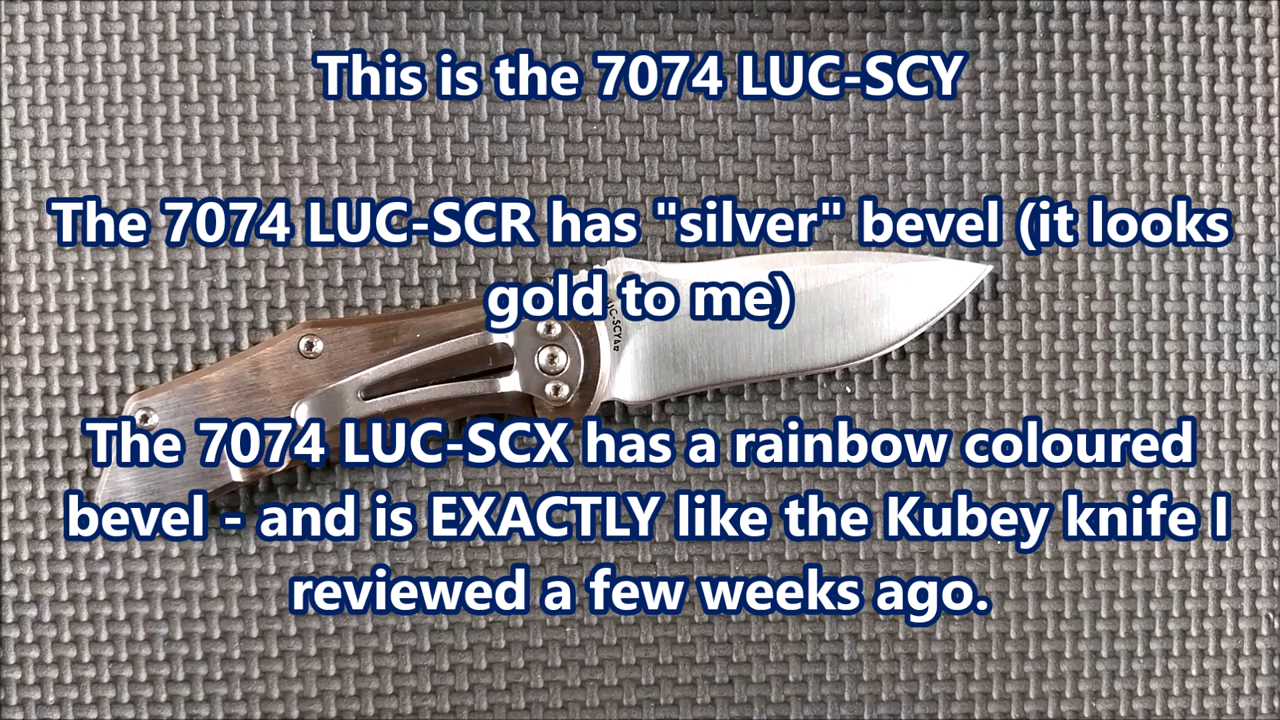 This is the 7074 LUC-SCY
The 7074 LUC-SCR has "silver" bevel (it looks
gold to me)
The 7074 LUC-SCX has a rainbow coloured
bevel - and is EXACTLY like the Kubey knife I
reviewed a few weeks ago.